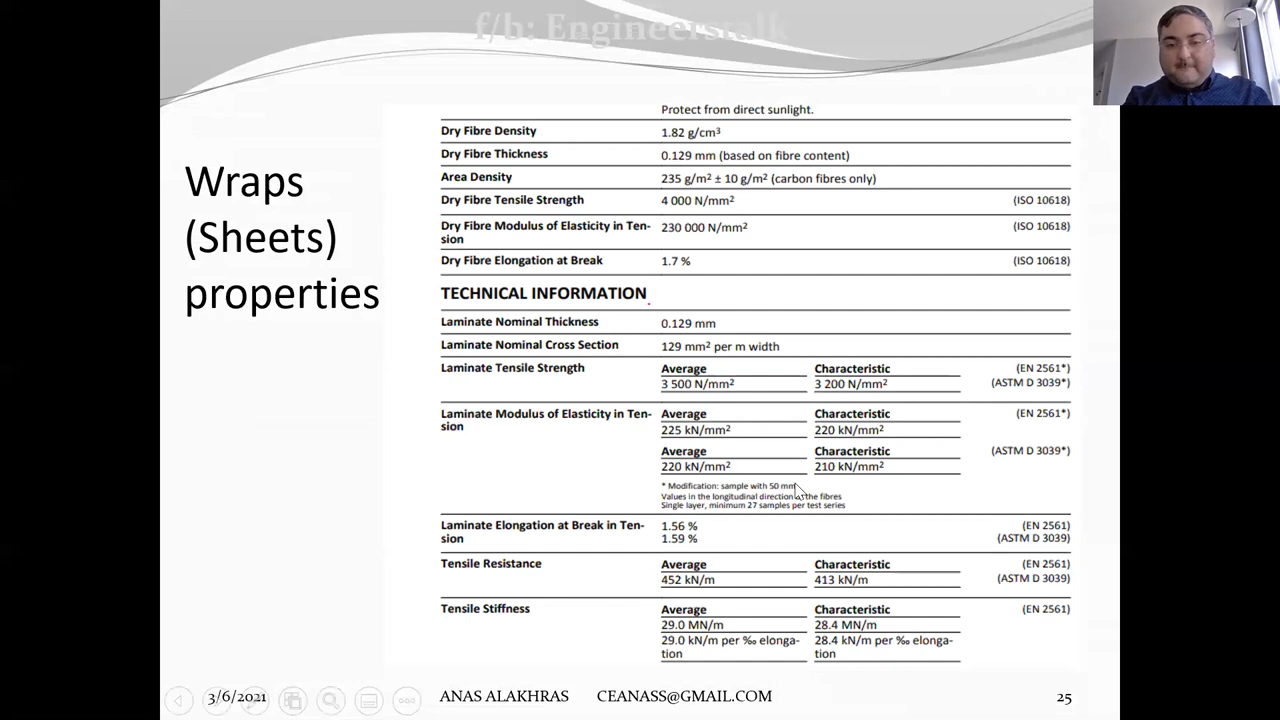 f/b: Engineerstalk
Wraps
(Sheets)
properties
Protect from direct sunlight.
Dry Fibre Density 1.82 g/cm³
Dry Fibre Thickness 0.129 mm (based on fibre content)
Area Density 235 g/m² ± 10 g/m² (carbon fibres only)
Dry Fibre Tensile Strength 4 000 N/mm² (ISO 10618)
Dry Fibre Modulus of Elasticity in Ten- 230 000 N/mm² (ISO 10618)
sion
Dry Fibre Elongation at Break 1.7 % (ISO 10618)
TECHNICAL INFORMATION
Laminate Nominal Thickness 0.129 mm
Laminate Nominal Cross Section 129 mm² per m width
Laminate Tensile Strength Average Characteristic (EN 2561*)
3 500 N/mm² 3 200 N/mm² (ASTM D 3039*)
Laminate Modulus of Elasticity in Ten- Average Characteristic (EN 2561*)
sion 225 kN/mm² 220 kN/mm²
Average Characteristic (ASTM D 3039*)
220 kN/mm² 210 kN/mm²
* Modification: sample with 50 mm
Values in the longitudinal direction of the fibres
Single layer, minimum 27 samples per test series
Laminate Elongation at Break in Ten- 1.56 % (EN 2561)
sion 1.59 % (ASTM D 3039)
Tensile Resistance Average Characteristic (EN 2561)
452 kN/m 413 kN/m (ASTM D 3039)
Tensile Stiffness Average Characteristic (EN 2561)
29.0 MN/m 28.4 MN/m
29.0 kN/m per ‰ elonga- 28.4 kN/m per ‰ elonga-
tion tion
3/6/2021 ANAS ALAKHRAS CEANASS@GMAIL.COM 25